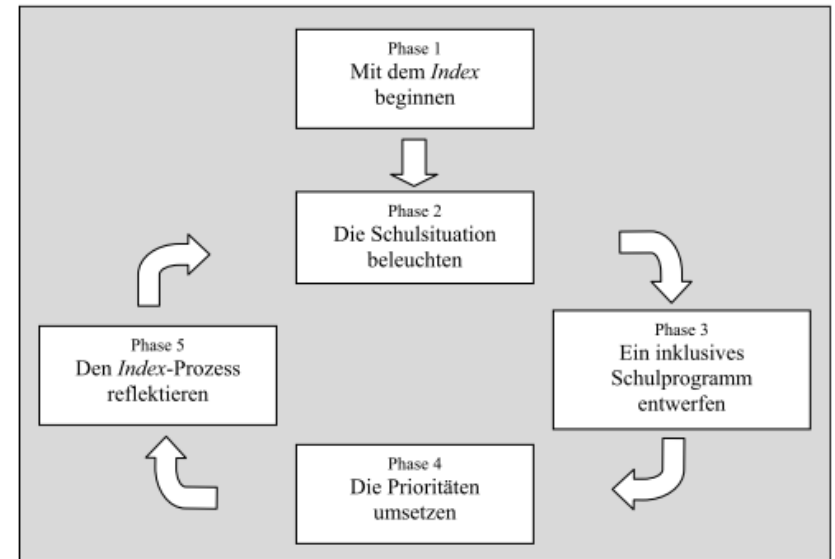 Phase 1
Mit dem Index
beginnen
Phase 2
Die Schulsituation
beleuchten
Phase 3
Ein inklusives
Schulprogramm
entwerfen
Phase 4
Die Prioritäten
umsetzen
Phase 5
Den Index-Prozess
reflektieren